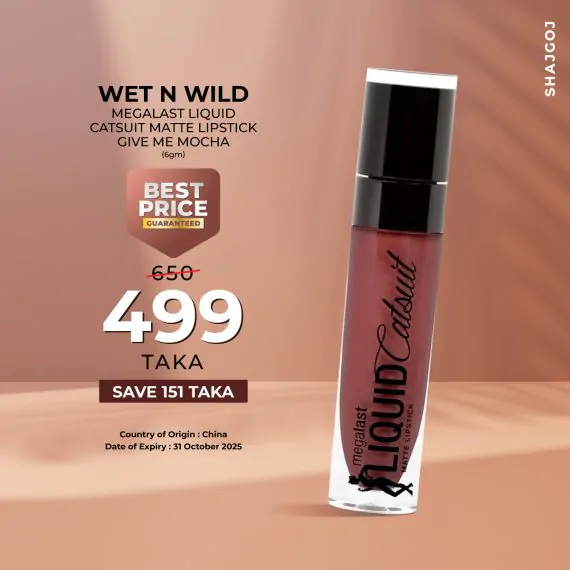 SHAJGOJ
WET N WILD
MEGALAST LIQUID
CATSUIT MATTE LIPSTICK
GIVE ME MOCHA
(6gm)
BEST
PRICE
GUARANTEED
650
499
TAKA
SAVE 151 TAKA
Country of Origin : China
Date of Expiry : 31 October 2025
megalast
LIQUID Catsuit
MATTE LIPSTICK